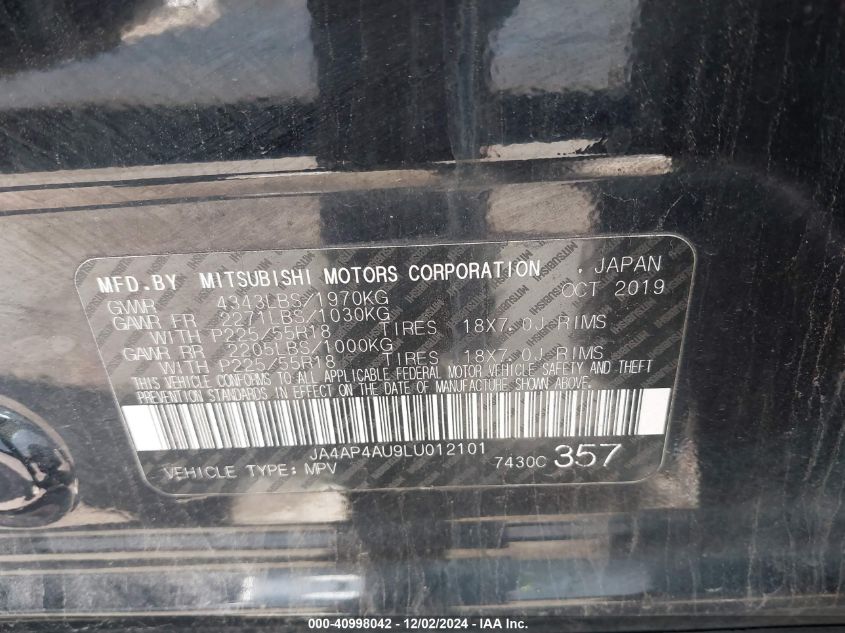 MFD.BY MITSUBISHI MOTORS CORPORATION , JAPAN
GVWR 4343LBS/1970KG OCT 2019
GAWR FR 2271LBS/1030KG
WITH P225/55R18 TIRES 18X7.0J RIMS
GAWR RR 2205LBS/1000KG
WITH P225/55R18 TIRES 18X7.0J RIMS
THIS VEHICLE CONFORMS TO ALL APPLICABLE FEDERAL MOTOR VEHICLE SAFETY AND THEFT
PREVENTION STANDARDS IN EFFECT ON THE DATE OF MANUFACTURE SHOWN ABOVE.
JA4AP4AU9LU012101
VEHICLE TYPE: MPV 7430C 357
000-40998042 - 12/02/2024 - IAA Inc.